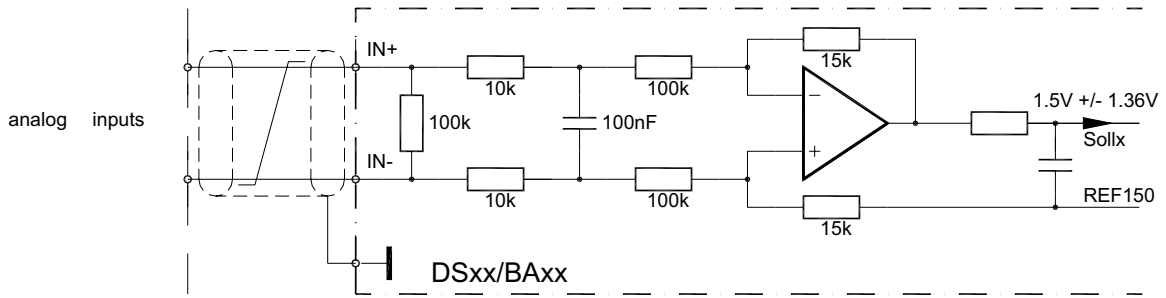 IN+
15k
10k
100k
1.5V +/- 1.36V
analog inputs
100k
100nF
−
+
Sollx
IN-
10k
100k
REF150
15k
DSxx/BAxx